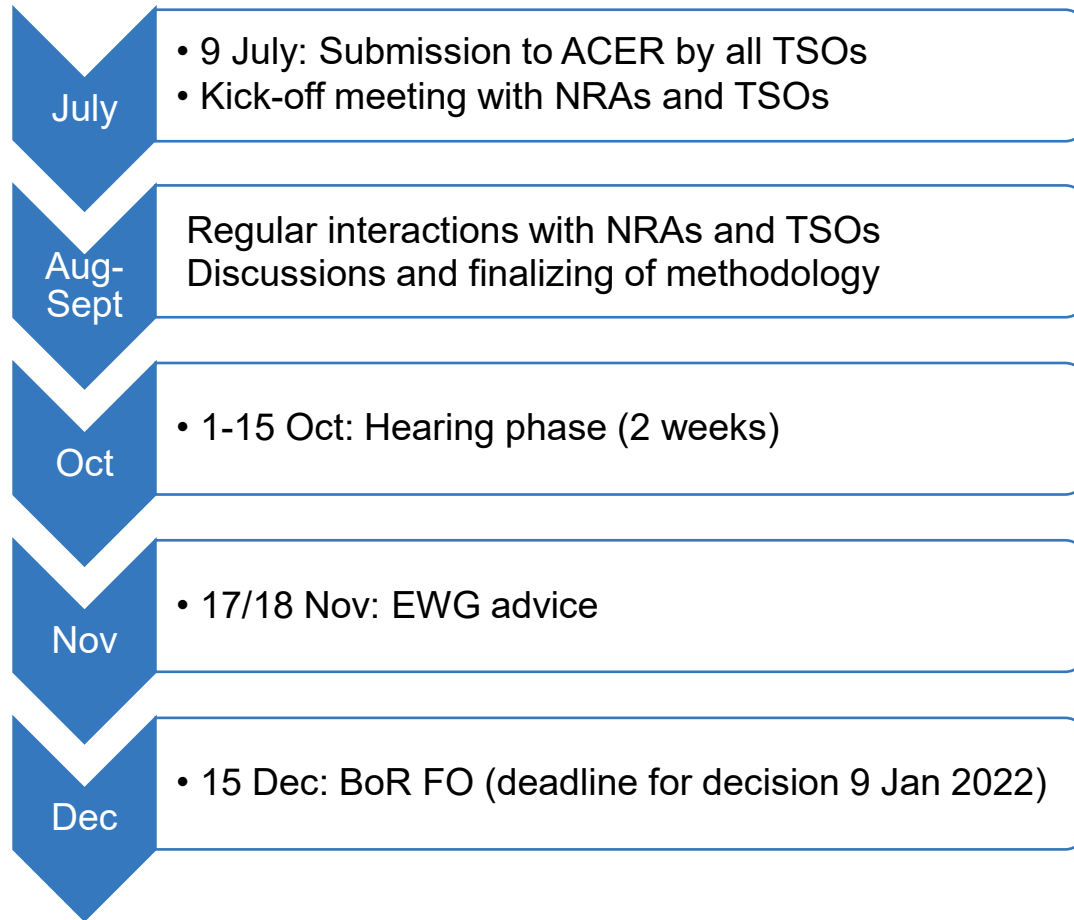 July
• 9 July: Submission to ACER by all TSOs
• Kick-off meeting with NRAs and TSOs
Aug-
Sept
Regular interactions with NRAs and TSOs
Discussions and finalizing of methodology
Oct
• 1-15 Oct: Hearing phase (2 weeks)
Nov
• 17/18 Nov: EWG advice
Dec
• 15 Dec: BoR FO (deadline for decision 9 Jan 2022)